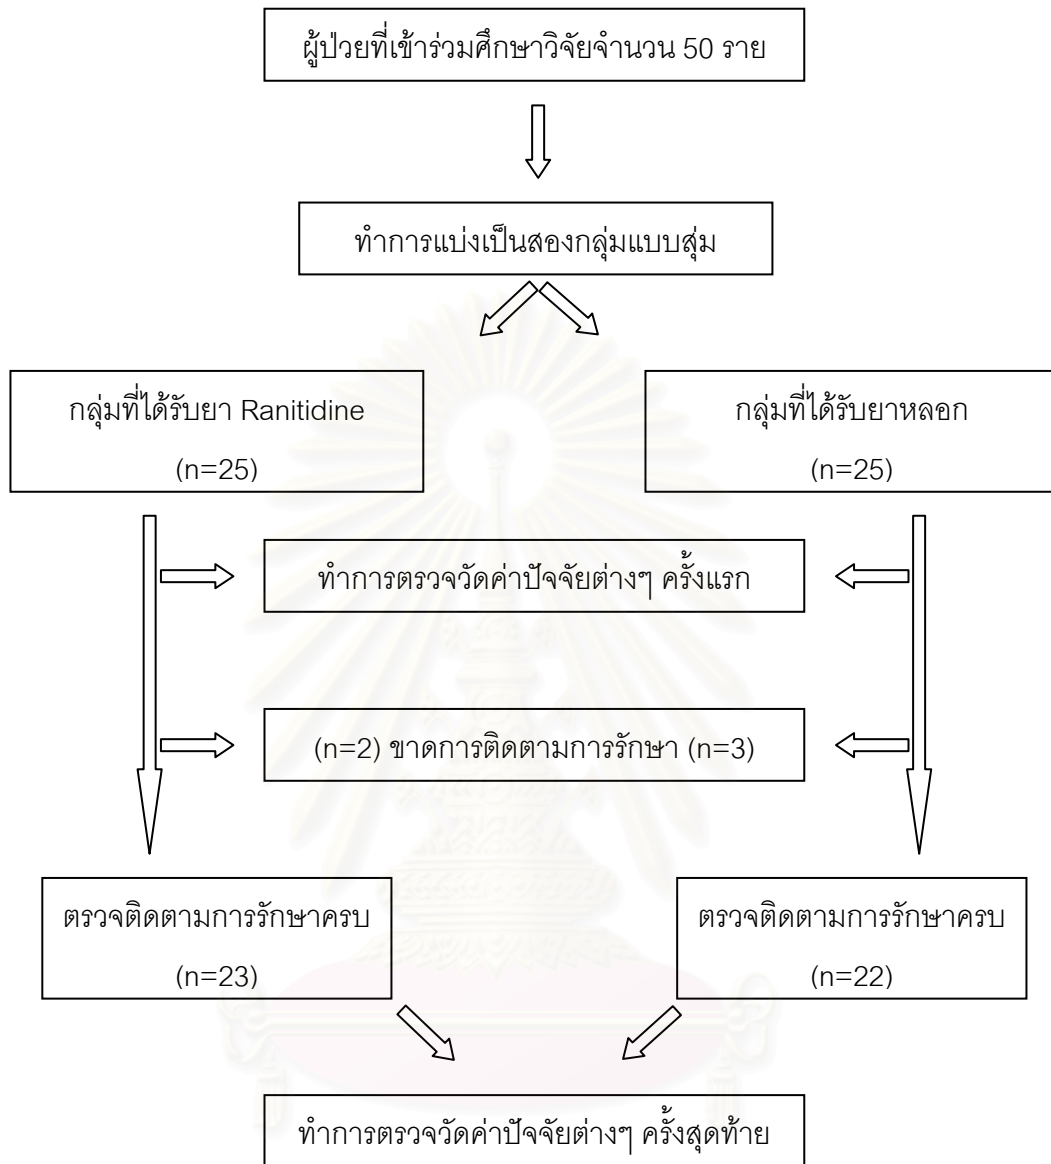 ผู้ป่วยที่เข้าร่วมศึกษาวิจัยจำนวน 50 ราย
ทำการแบ่งเป็นสองกลุ่มแบบสุ่ม
กลุ่มที่ได้รับยา Ranitidine
(n=25)
กลุ่มที่ได้รับยาหลอก
(n=25)
ทำการตรวจวัดค่าปัจจัยต่างๆ ครั้งแรก
(n=2) ขาดการติดตามการรักษา (n=3)
ตรวจติดตามการรักษาครบ
(n=23)
ตรวจติดตามการรักษาครบ
(n=22)
ทำการตรวจวัดค่าปัจจัยต่างๆ ครั้งสุดท้าย